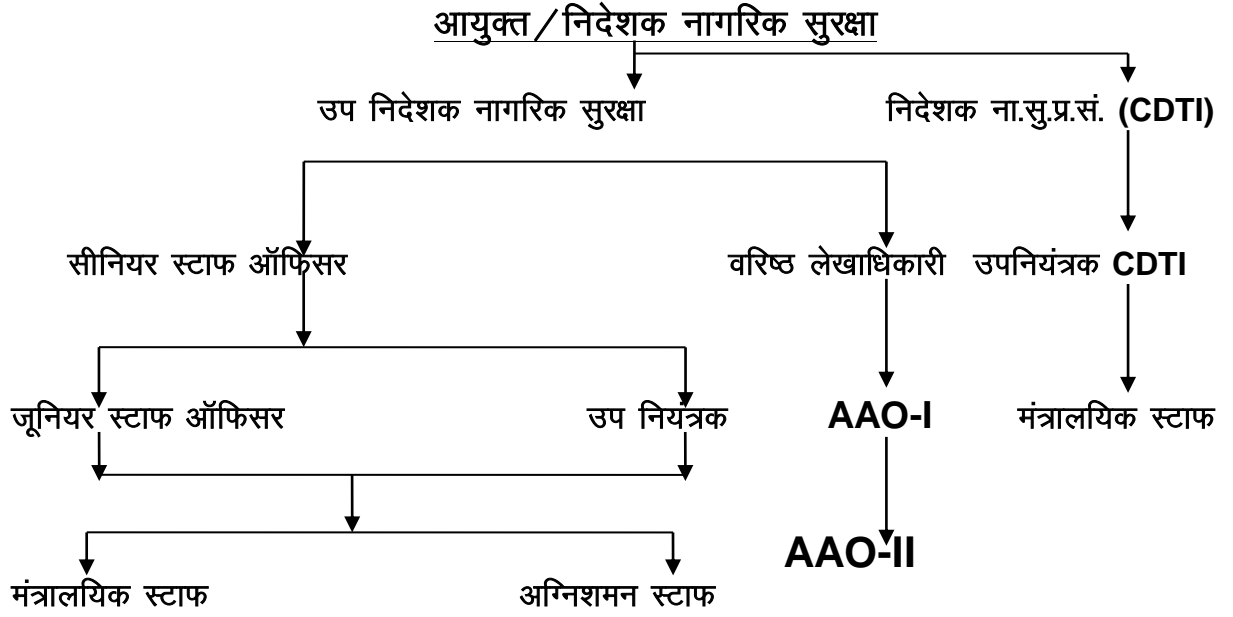 आयुक्त/निदेशक नागरिक सुरक्षा
उप निदेशक नागरिक सुरक्षा निदेशक ना.सु.प्र.सं. (CDTI)
सीनियर स्टाफ ऑफिसर वरिष्ठ लेखाधिकारी उपनियंत्रक CDTI
जूनियर स्टाफ ऑफिसर उप नियंत्रक AAO-I मंत्रालयिक स्टाफ
AAO-II
मंत्रालयिक स्टाफ अग्निशमन स्टाफ